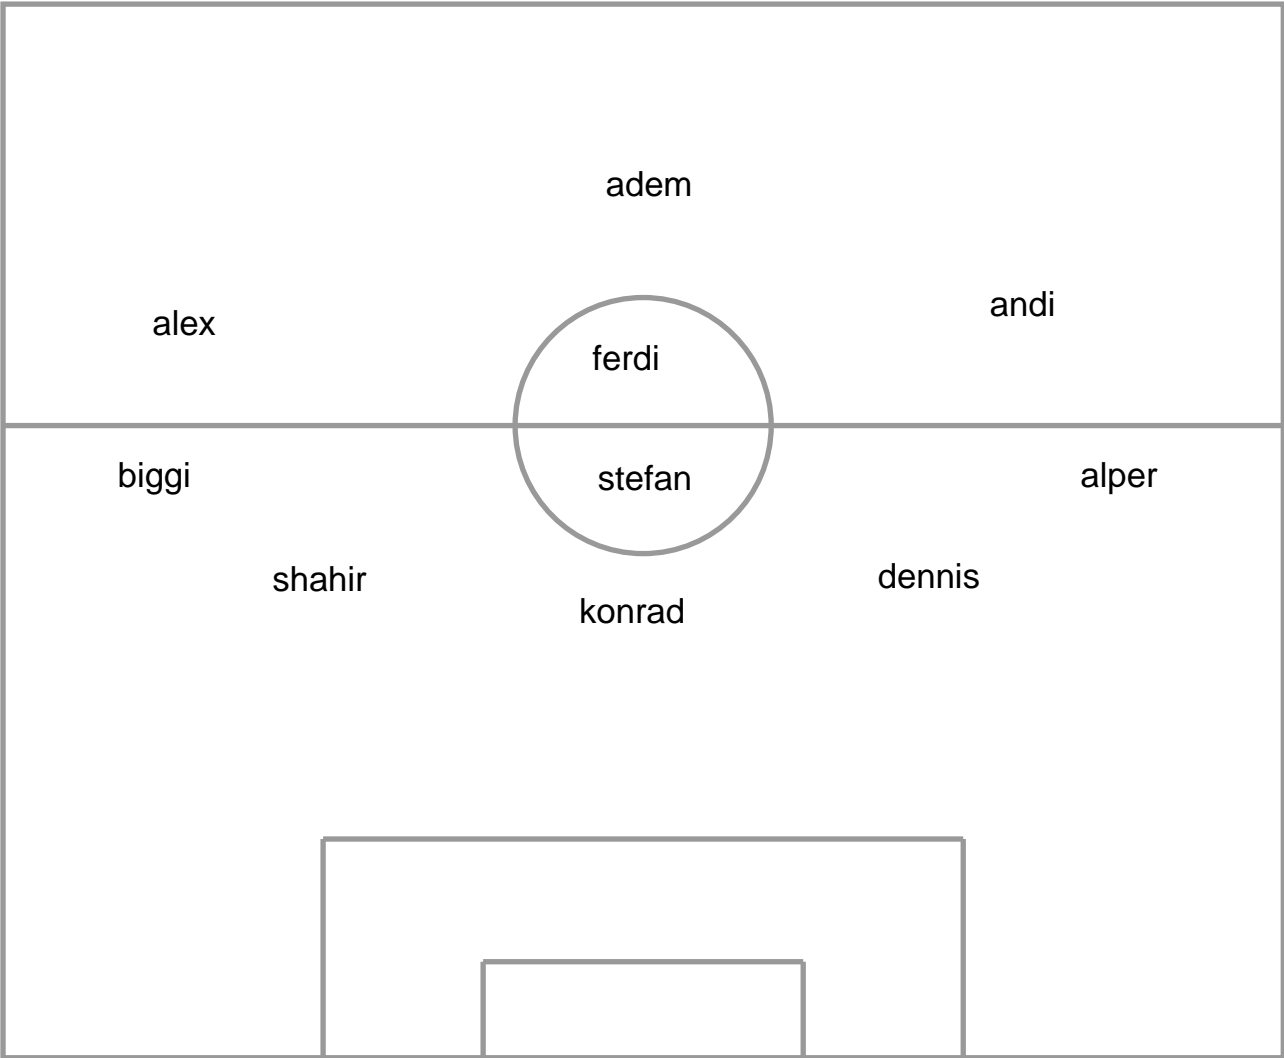 adem
andi
alex
ferdi
biggi
stefan
alper
shahir
dennis
konrad